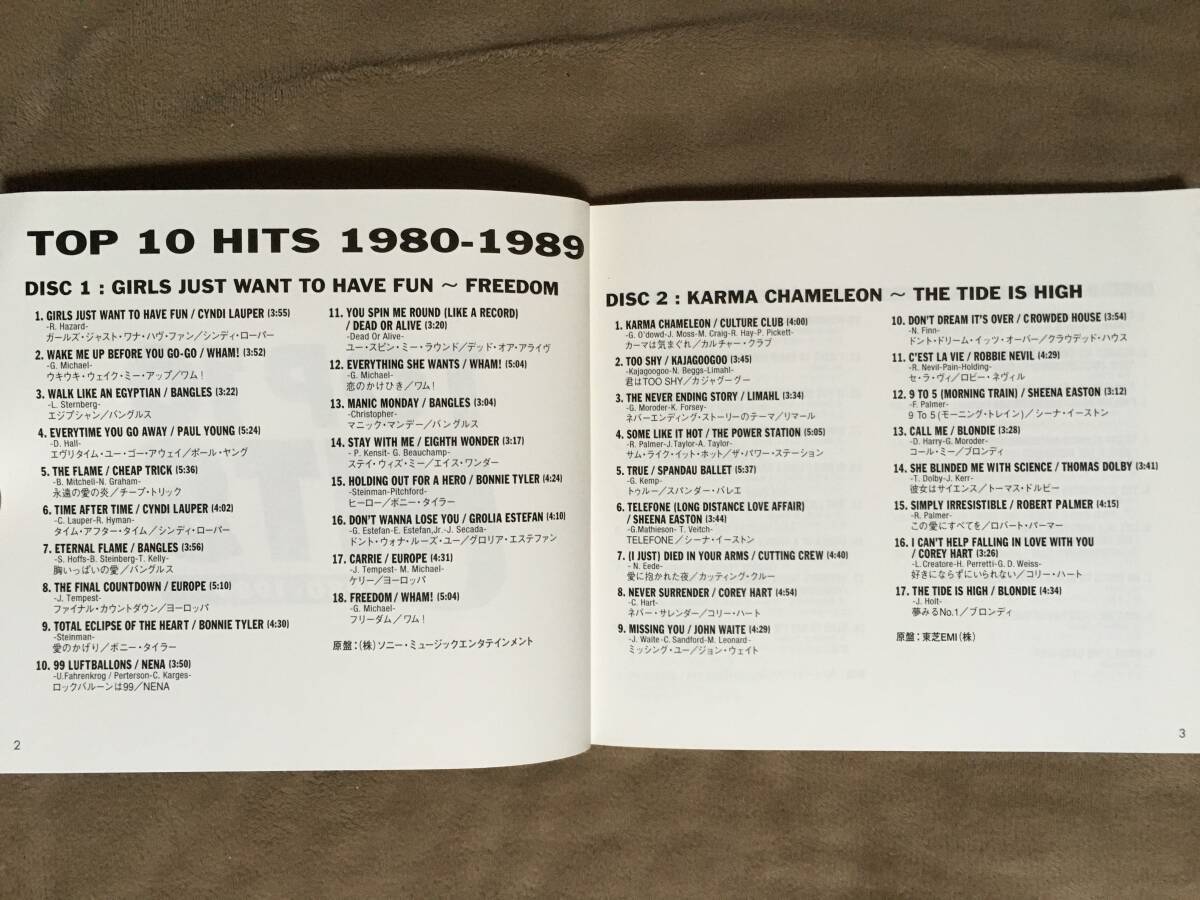 TOP 10 HITS 1980-1989
DISC 1 : GIRLS JUST WANT TO HAVE FUN ~ FREEDOM
1. GIRLS JUST WANT TO HAVE FUN / CYNDI LAUPER (3:55)
-R. Hazard-
ガールズ・ジャスト・ワナ・ハヴ・ファン／シンディ・ローパー
2. WAKE ME UP BEFORE YOU GO-GO / WHAM! (3:52)
-G. Michael-
ウキウキ・ウェイク・ミー・アップ／ワム！
3. WALK LIKE AN EGYPTIAN / BANGLES (3:22)
-L. Sternberg-
エジプシャン／バングルス
4. EVERYTIME YOU GO AWAY / PAUL YOUNG (5:24)
-D. Hall-
エヴリタイム・ユー・ゴー・アウェイ／ポール・ヤング
5. THE FLAME / CHEAP TRICK (5:36)
-B. Mitchell-N. Graham-
永遠の愛の炎／チープ・トリック
6. TIME AFTER TIME / CYNDI LAUPER (4:02)
-C. Lauper-R. Hyman-
タイム・アフター・タイム／シンディ・ローパー
7. ETERNAL FLAME / BANGLES (3:56)
-S. Hoffs-B. Steinberg-T. Kelly-
胸いっぱいの愛／バングルス
8. THE FINAL COUNTDOWN / EUROPE (5:10)
-J. Tempest-
ファイナル・カウントダウン／ヨーロッパ
9. TOTAL ECLIPSE OF THE HEART / BONNIE TYLER (4:30)
-Steinman-
愛のかげり／ボニー・タイラー
10. 99 LUFTBALLONS / NENA (3:50)
-U.Fahrenkrog / Perterson-C. Karges-
ロックバルーンは99／NENA
11. YOU SPIN ME ROUND (LIKE A RECORD)
/ DEAD OR ALIVE (3:20)
-Dead Or Alive-
ユー・スピン・ミー・ラウンド／デッド・オア・アライヴ
12. EVERYTHING SHE WANTS / WHAM! (5:04)
-G. Michael-
恋のかけひき／ワム！
13. MANIC MONDAY / BANGLES (3:04)
-Christopher-
マニック・マンデー／バングルス
14. STAY WITH ME / EIGHTH WONDER (3:17)
- P. Kensit- G. Beauchamp-
ステイ・ウィズ・ミー／エイス・ワンダー
15. HOLDING OUT FOR A HERO / BONNIE TYLER (4:24)
-Steinman-Pitchford-
ヒーロー／ボニー・タイラー
16. DON'T WANNA LOSE YOU / GROLIA ESTEFAN (4:10)
-G. Estefan-E. Estefan,Jr.-J. Secada-
ドント・ウォナ・ルーズ・ユー／グロリア・エステファン
17. CARRIE / EUROPE (4:31)
-J. Tempest- M. Michael-
ケリー／ヨーロッパ
18. FREEDOM / WHAM! (5:04)
-G. Michael-
フリーダム／ワム！
原盤：(株)ソニー・ミュージックエンタテインメント
2
DISC 2 : KARMA CHAMELEON ~ THE TIDE IS HIGH
1. KARMA CHAMELEON / CULTURE CLUB (4:00)
-G. O'dowd-J. Moss-M. Craig-R. Hay-P. Pickett-
カーマは気まぐれ／カルチャー・クラブ
2. TOO SHY / KAJAGOOGOO (3:45)
-Kajagoogoo-N. Beggs-Limahl-
君はTOO SHY／カジャグーグー
3. THE NEVER ENDING STORY / LIMAHL (3:34)
-G. Moroder-K. Forsey-
ネバーエンディング・ストーリーのテーマ／リマール
4. SOME LIKE IT HOT / THE POWER STATION (5:05)
-R. Palmer-J.Taylor-A.Taylor-
サム・ライク・イット・ホット／ザ・パワー・ステーション
5. TRUE / SPANDAU BALLET (5:37)
-G. Kemp-
トゥルー／スパンダー・バレエ
6. TELEFONE (LONG DISTANCE LOVE AFFAIR)
/ SHEENA EASTON (3:44)
-G.Mathieson- T. Veitch-
TELEFONE／シーナ・イーストン
7. (I JUST) DIED IN YOUR ARMS / CUTTING CREW (4:40)
- N. Eede-
愛に抱かれた夜／カッティング・クルー
8. NEVER SURRENDER / COREY HART (4:54)
-C. Hart-
ネバー・サレンダー／コリー・ハート
9. MISSING YOU / JOHN WAITE (4:29)
-J. Waite-C. Sandford-M. Leonard-
ミッシング・ユー／ジョン・ウェイト
10. DON'T DREAM IT'S OVER / CROWDED HOUSE (3:54)
-N. Finn-
ドント・ドリーム・イッツ・オーバー／クラウデッド・ハウス
11. C'EST LA VIE / ROBBIE NEVIL (4:29)
-R. Nevil-Pain-Holding-
セ・ラ・ヴィ／ロビー・ネヴィル
12. 9 TO 5 (MORNING TRAIN) / SHEENA EASTON (3:12)
-F. Palmer-
9 To 5（モーニング・トレイン）／シーナ・イーストン
13. CALL ME / BLONDIE (3:28)
-D. Harry-G. Moroder-
コール・ミー／ブロンディ
14. SHE BLINDED ME WITH SCIENCE / THOMAS DOLBY (3:41)
-T. Dolby-J. Kerr-
彼女はサイエンス／トーマス・ドルビー
15. SIMPLY IRRESISTIBLE / ROBERT PALMER (4:15)
-R. Palmer-
この愛にすべてを／ロバート・パーマー
16. I CAN'T HELP FALLING IN LOVE WITH YOU
/ COREY HART (3:26)
-L. Creatore-H. Perretti-G. D. Weiss-
好きにならずにいられない／コリー・ハート
17. THE TIDE IS HIGH / BLONDIE (4:34)
-J. Holt-
夢みるNo.1／ブロンディ
原盤：東芝EMI(株)
3